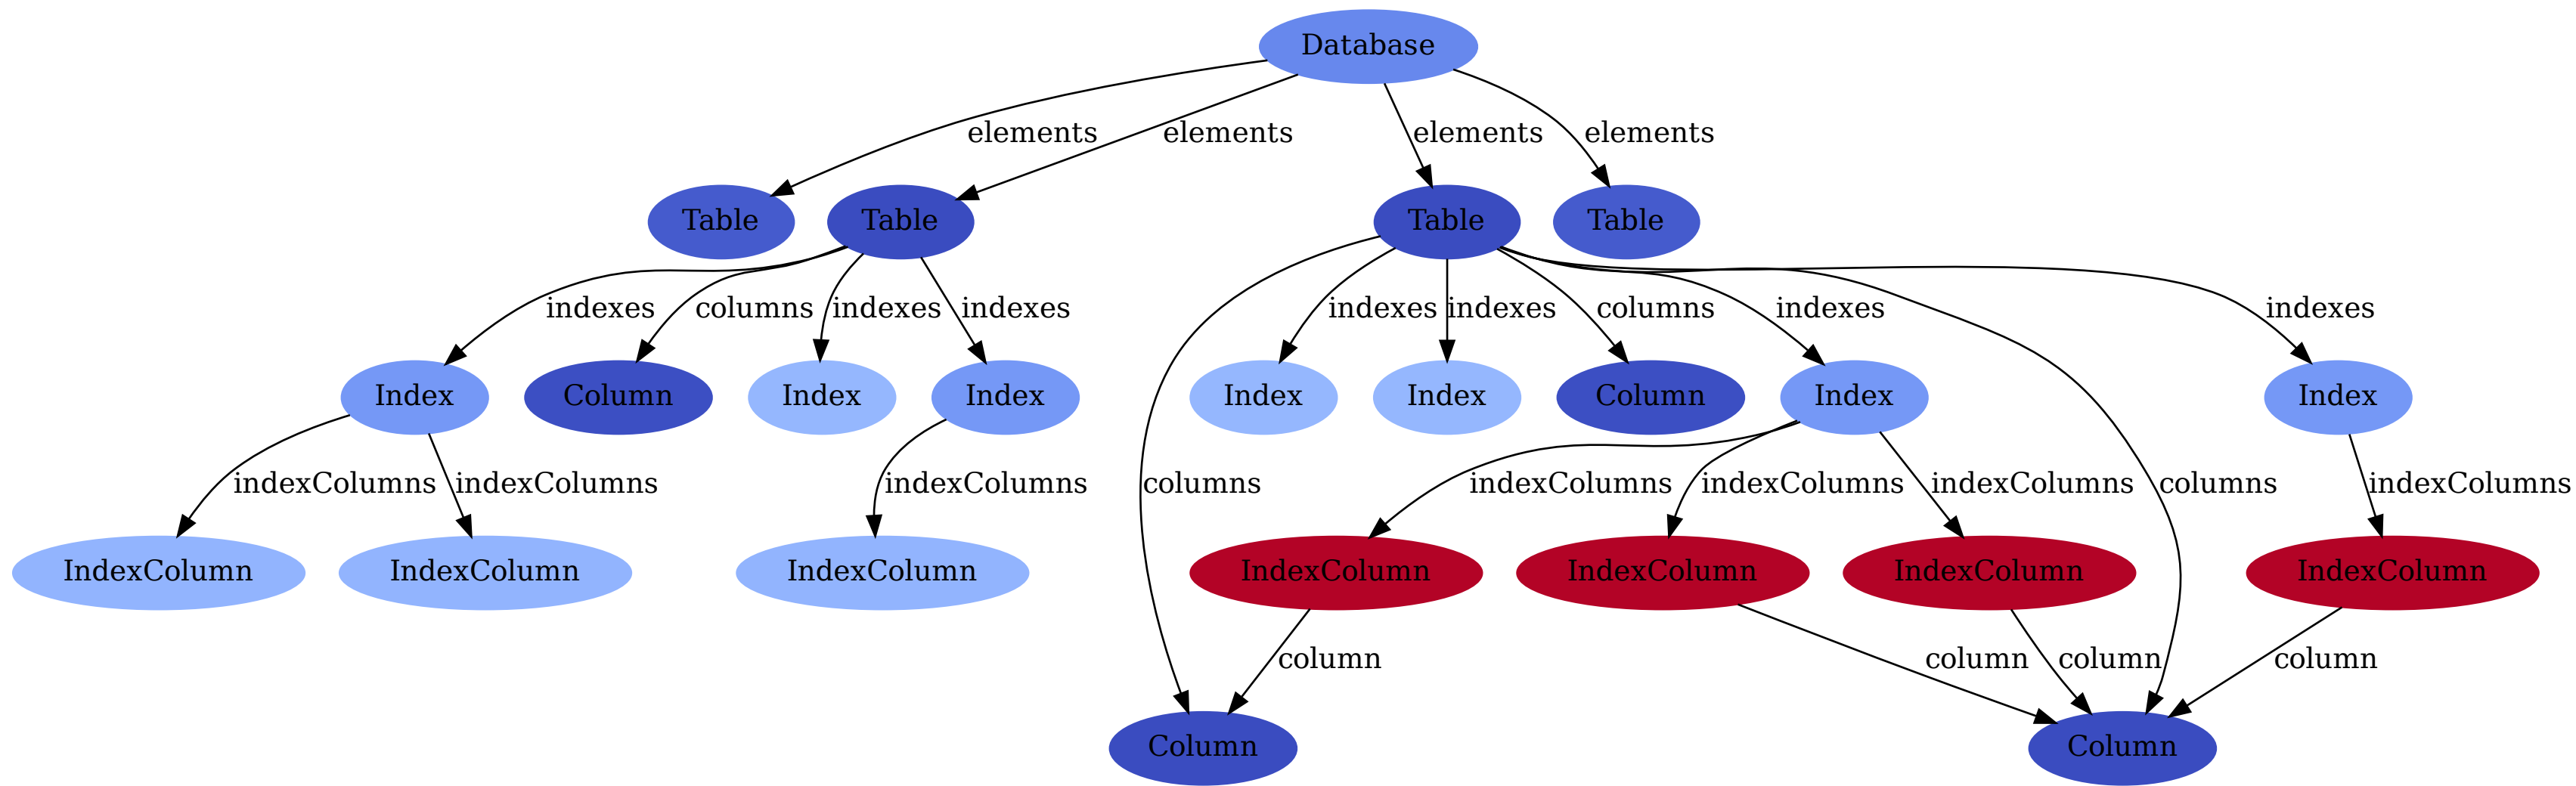 Database
elements elements elements elements
Table Table Table Table
indexes columns indexes indexes indexes indexes columns indexes indexes
Index Column Index Index Index Index Column Index Index
indexColumns indexColumns indexColumns columns indexColumns indexColumns indexColumns columns indexColumns
IndexColumn IndexColumn IndexColumn IndexColumn IndexColumn IndexColumn IndexColumn
column column column column
Column Column